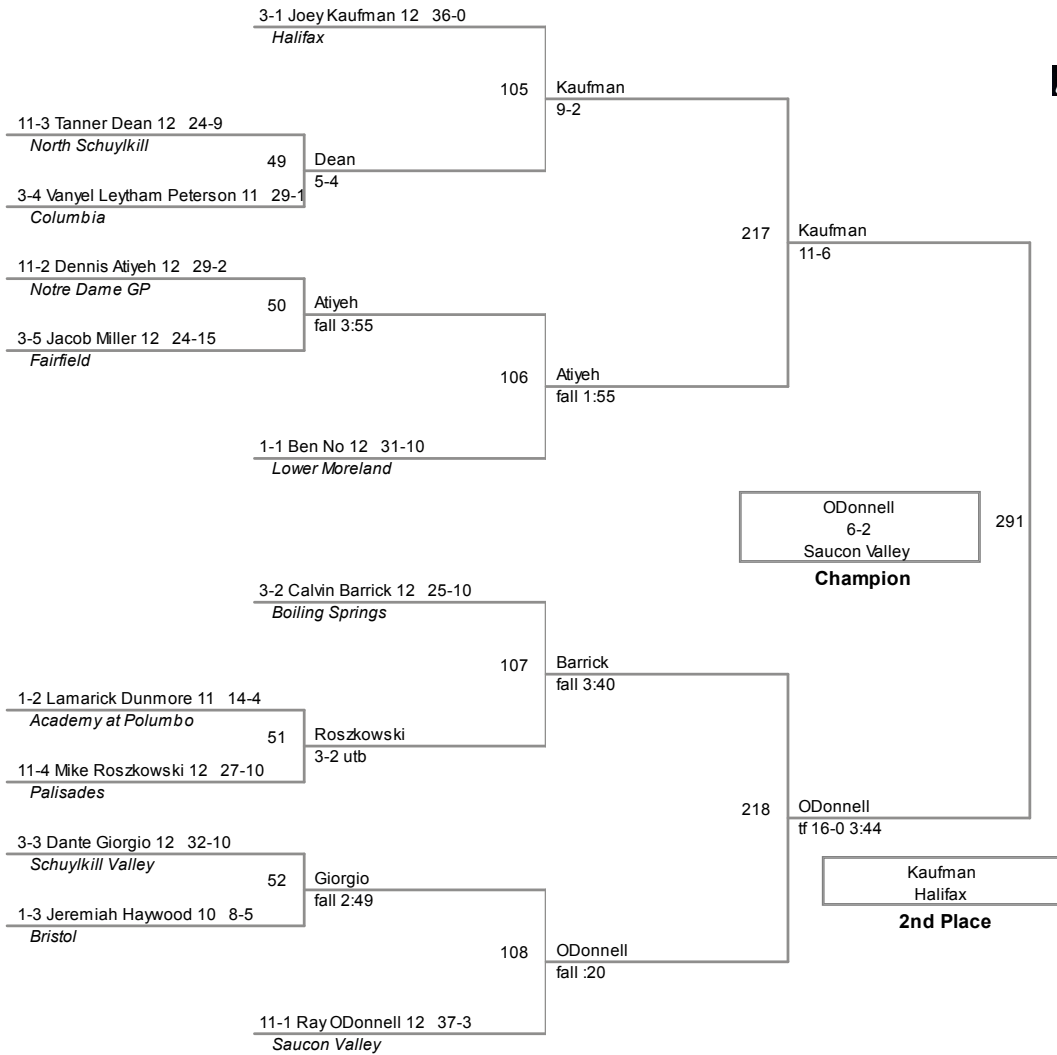 3-1 Joey Kaufman 12 36-0
Halifax
105
Kaufman
9-2
11-3 Tanner Dean 12 24-9
North Schuylkill
49
Dean
5-4
3-4 Vanyel Leytham Peterson 11 29-1
Columbia
217
Kaufman
11-6
11-2 Dennis Atiyeh 12 29-2
Notre Dame GP
50
Atiyeh
fall 3:55
3-5 Jacob Miller 12 24-15
Fairfield
106
Atiyeh
fall 1:55
1-1 Ben No 12 31-10
Lower Moreland
ODonnell
6-2
Saucon Valley
291
Champion
3-2 Calvin Barrick 12 25-10
Boiling Springs
107
Barrick
fall 3:40
1-2 Lamarick Dunmore 11 14-4
Academy at Polumbo
51
Roszkowski
3-2 utb
11-4 Mike Roszkowski 12 27-10
Palisades
218
ODonnell
tf 16-0 3:44
3-3 Dante Giorgio 12 32-10
Schuylkill Valley
52
Giorgio
fall 2:49
Kaufman
Halifax
2nd Place
1-3 Jeremiah Haywood 10 8-5
Bristol
108
ODonnell
fall :20
11-1 Ray ODonnell 12 37-3
Saucon Valley